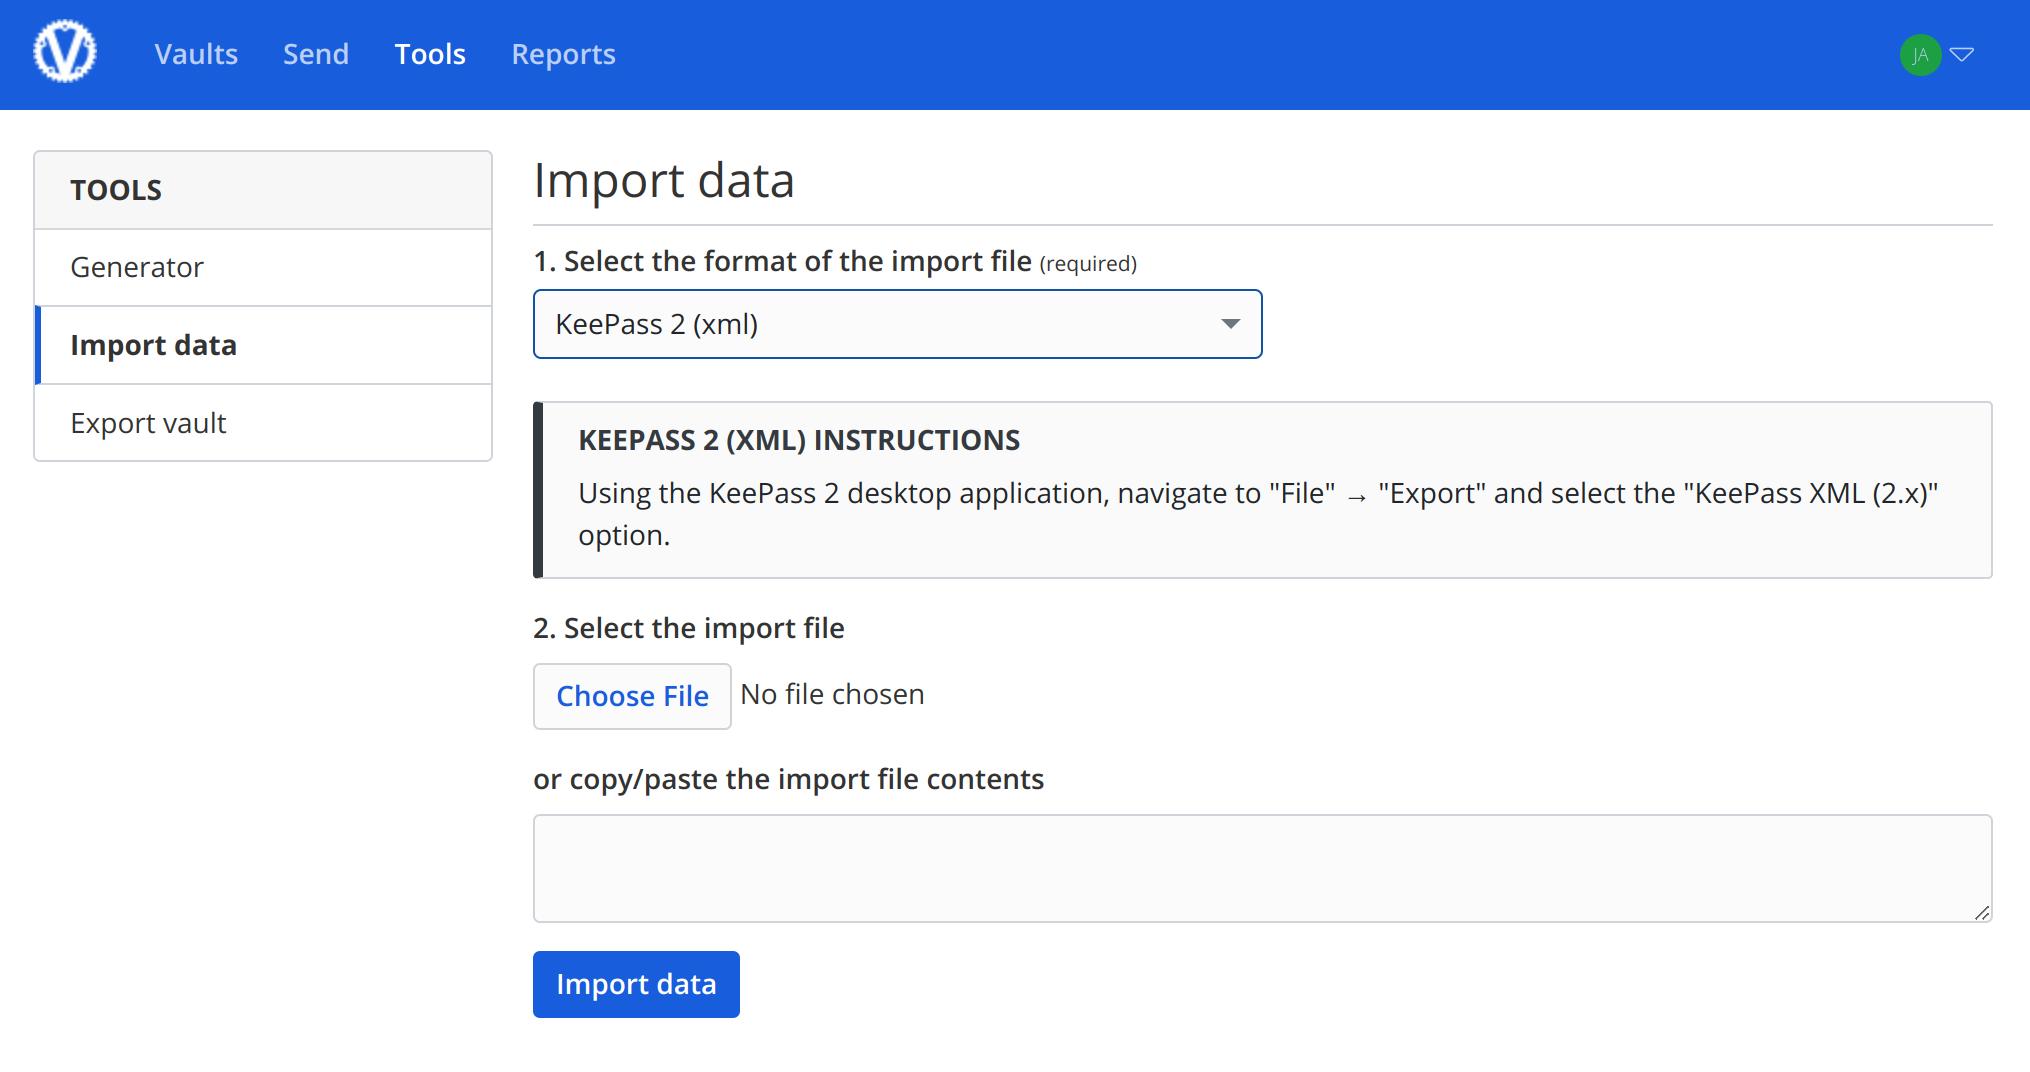 Vaults Send Tools Reports JA
TOOLS
Generator
Import data
Export vault
Import data
1. Select the format of the import file (required)
KeePass 2 (xml)
KEEPASS 2 (XML) INSTRUCTIONS
Using the KeePass 2 desktop application, navigate to "File" → "Export" and select the "KeePass XML (2.x)"
option.
2. Select the import file
Choose File No file chosen
or copy/paste the import file contents
Import data